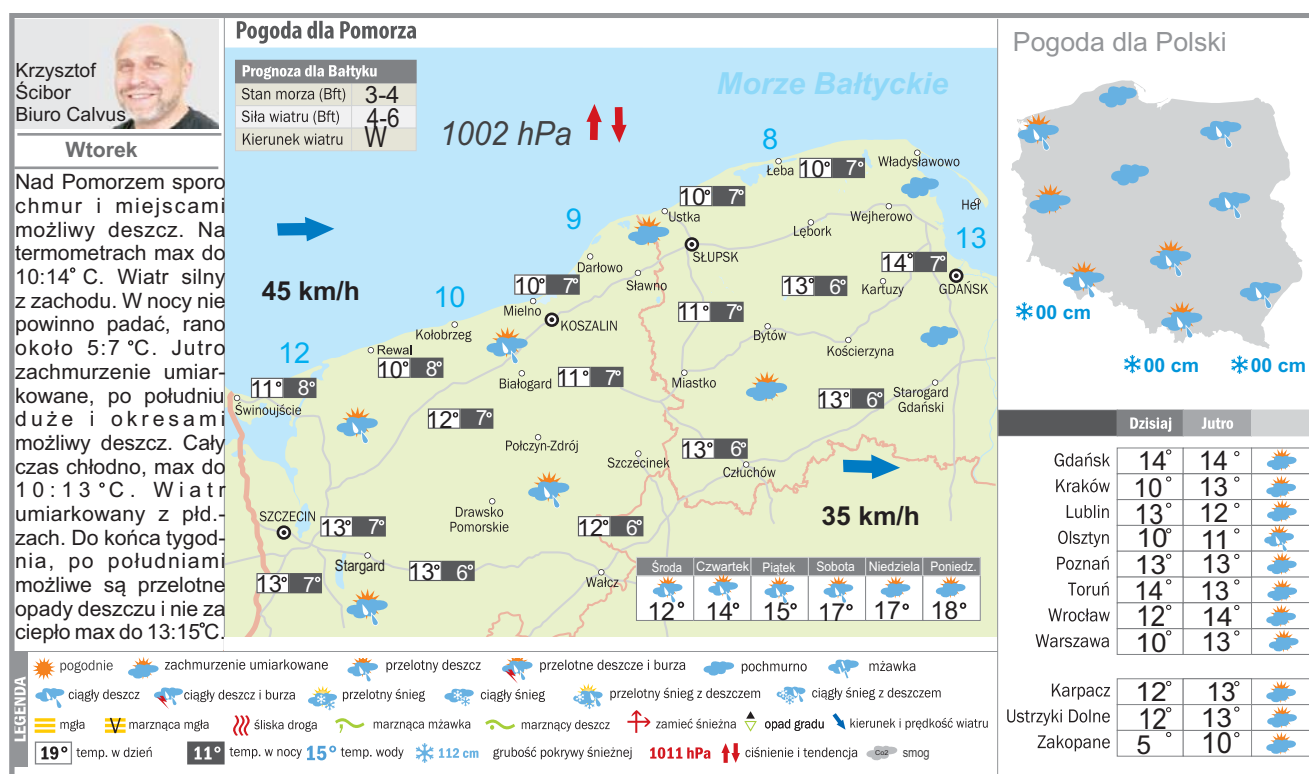 Krzysztof
Ścibor
Biuro Calvus
Wtorek
Nad Pomorzem sporo
chmur i miejscami
możliwy deszcz. Na
termometrach max do
10:14° C. Wiatr silny
z zachodu. W nocy nie
powinno padać, rano
około 5:7 °C. Jutro
zachmurzenie umiar-
kowane, po południu
duże i okresami
możliwy deszcz. Cały
czas chłodno, max do
10:13°C. Wiatr
umiarkowany z płd.-
zach. Do końca tygod-
nia, po południami
możliwe są przelotne
opady deszczu i nie za
ciepło max do 13:15°C.
Pogoda dla Pomorza
Prognoza dla Bałtyku
Stan morza (Bft) 3-4
Siła wiatru (Bft) 4-6
Kierunek wiatru W
1002 hPa
Morze Bałtyckie
8
Łeba
10° 7°
Władysławowo
Hel
10° 7°
Ustka
Wejherowo
Lębork
9
13
SŁUPSK
14° 7°
GDAŃSK
45 km/h
Darłowo
Sławno
10° 7°
Mielno
13° 6°
Kartuzy
10
Kołobrzeg
KOSZALIN
11° 7°
Bytów
Kościerzyna
12
Rewal
10° 8°
Białogard
11° 7°
Miastko
11° 8°
Świnoujście
13° 6°
Starogard
Gdański
12° 7°
Połczyn-Zdrój
Szczecinek
13° 6°
Człuchów
35 km/h
SZCZECIN
13° 7°
Drawsko
Pomorskie
12° 6°
Stargard
13° 7°
13° 6°
Wałcz
Środa Czwartek Piątek Sobota Niedziela Poniedz.
12° 14° 15° 17° 17° 18°
Pogoda dla Polski
00 cm
00 cm 00 cm
Dzisiaj Jutro
Gdańsk 14° 14°
Kraków 10° 13°
Lublin 13° 12°
Olsztyn 10° 11°
Poznań 13° 13°
Toruń 14° 13°
Wrocław 12° 14°
Warszawa 10° 13°
Karpacz 12° 13°
Ustrzyki Dolne 12° 13°
Zakopane 5° 10°
LEGENDA
pogodnie zachmurzenie umiarkowane przelotny deszcz przelotne deszcze i burza pochmurno mżawka
ciągły deszcz ciągły deszcz i burza przelotny śnieg ciągły śnieg przelotny śnieg z deszczem ciągły śnieg z deszczem
mgła V marznąca mgła śliska droga marznąca mżawka marznący deszcz zamieć śnieżna opad gradu kierunek i prędkość wiatru
19° temp. w dzień 11° temp. w nocy 15° temp. wody 112 cm grubość pokrywy śnieżnej 1011 hPa ciśnienie i tendencja Co2 smog